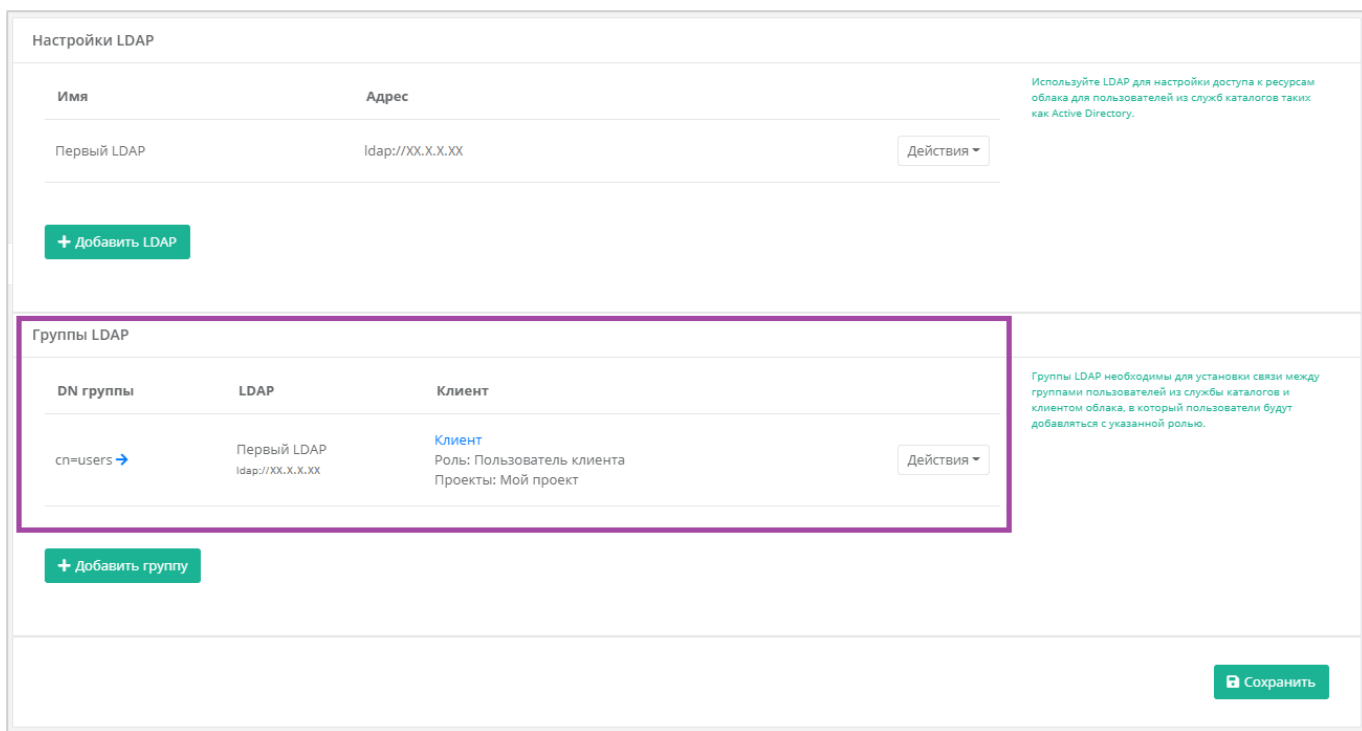 Настройки LDAP
Имя Адрес
Используйте LDAP для настройки доступа к ресурсам
облака для пользователей из служб каталогов таких
как Active Directory.
Первый LDAP ldap://XX.X.X.XX Действия
Добавить LDAP
Группы LDAP
DN группы LDAP Клиент
Группы LDAP необходимы для установки связи между
группами пользователей из службы каталогов и
клиентом облака, в который пользователи будут
добавляться с указанной ролью.
cn=users
Первый LDAP
ldap://XX.X.X.XX
Клиент
Роль: Пользователь клиента
Проекты: Мой проект
Действия
Добавить группу
Сохранить